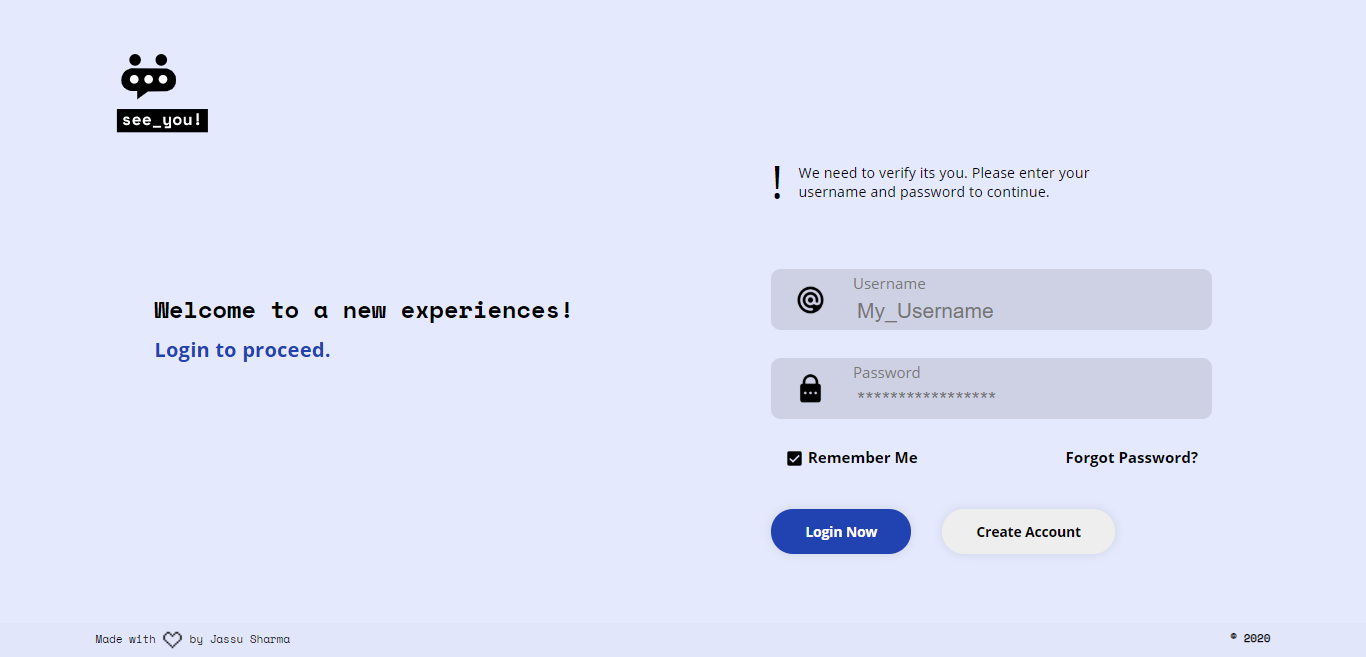 see_you!
We need to verify its you. Please enter your
username and password to continue.
Welcome to a new experiences!
Login to proceed.
Username
My_Username
Password
*****************
Remember Me
Forgot Password?
Login Now
Create Account
Made with by Jassu Sharma
© 2020